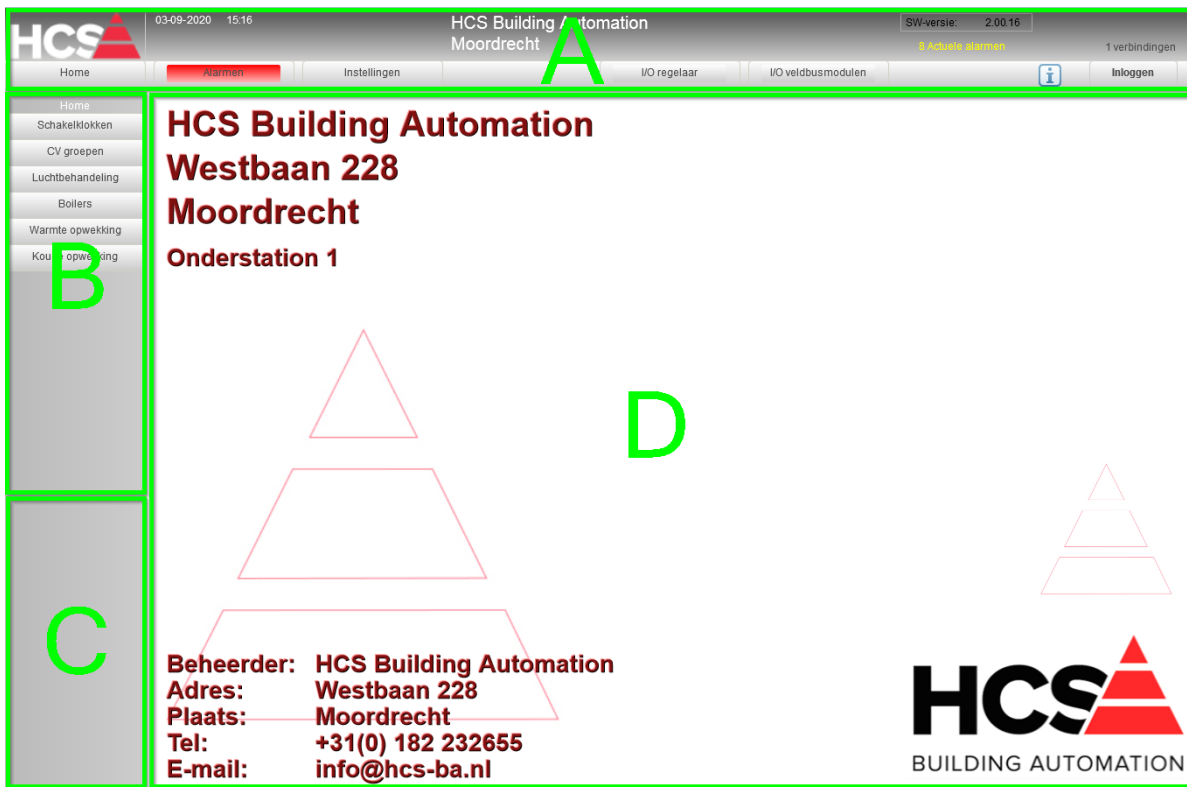 HCS
03-09-2020 15:16
HCS Building Automation
Moordrecht
SW-versie: 2.00.16
8 Actuele alarmen
1 verbindingen
A
Home
Alarmen
Instellingen
I/O regelaar
I/O veldbusmodulen
i
Inloggen
Home
Schakelklokken
CV groepen
Luchtbehandeling
Boilers
Warmte opwekking
Koude opwekking
B
C
HCS Building Automation
Westbaan 228
Moordrecht
Onderstation 1
D
Beheerder: HCS Building Automation
Adres: Westbaan 228
Plaats: Moordrecht
Tel: +31(0) 182 232655
E-mail: info@hcs-ba.nl
HCS
BUILDING AUTOMATION